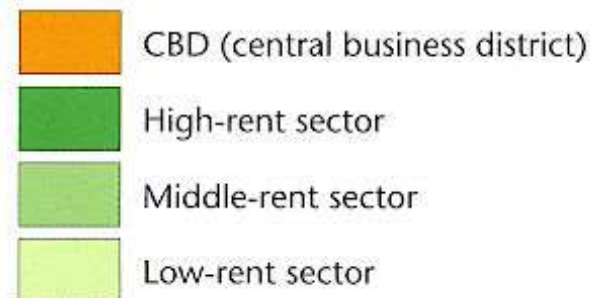 CBD (central business district)
High-rent sector
Middle-rent sector
Low-rent sector